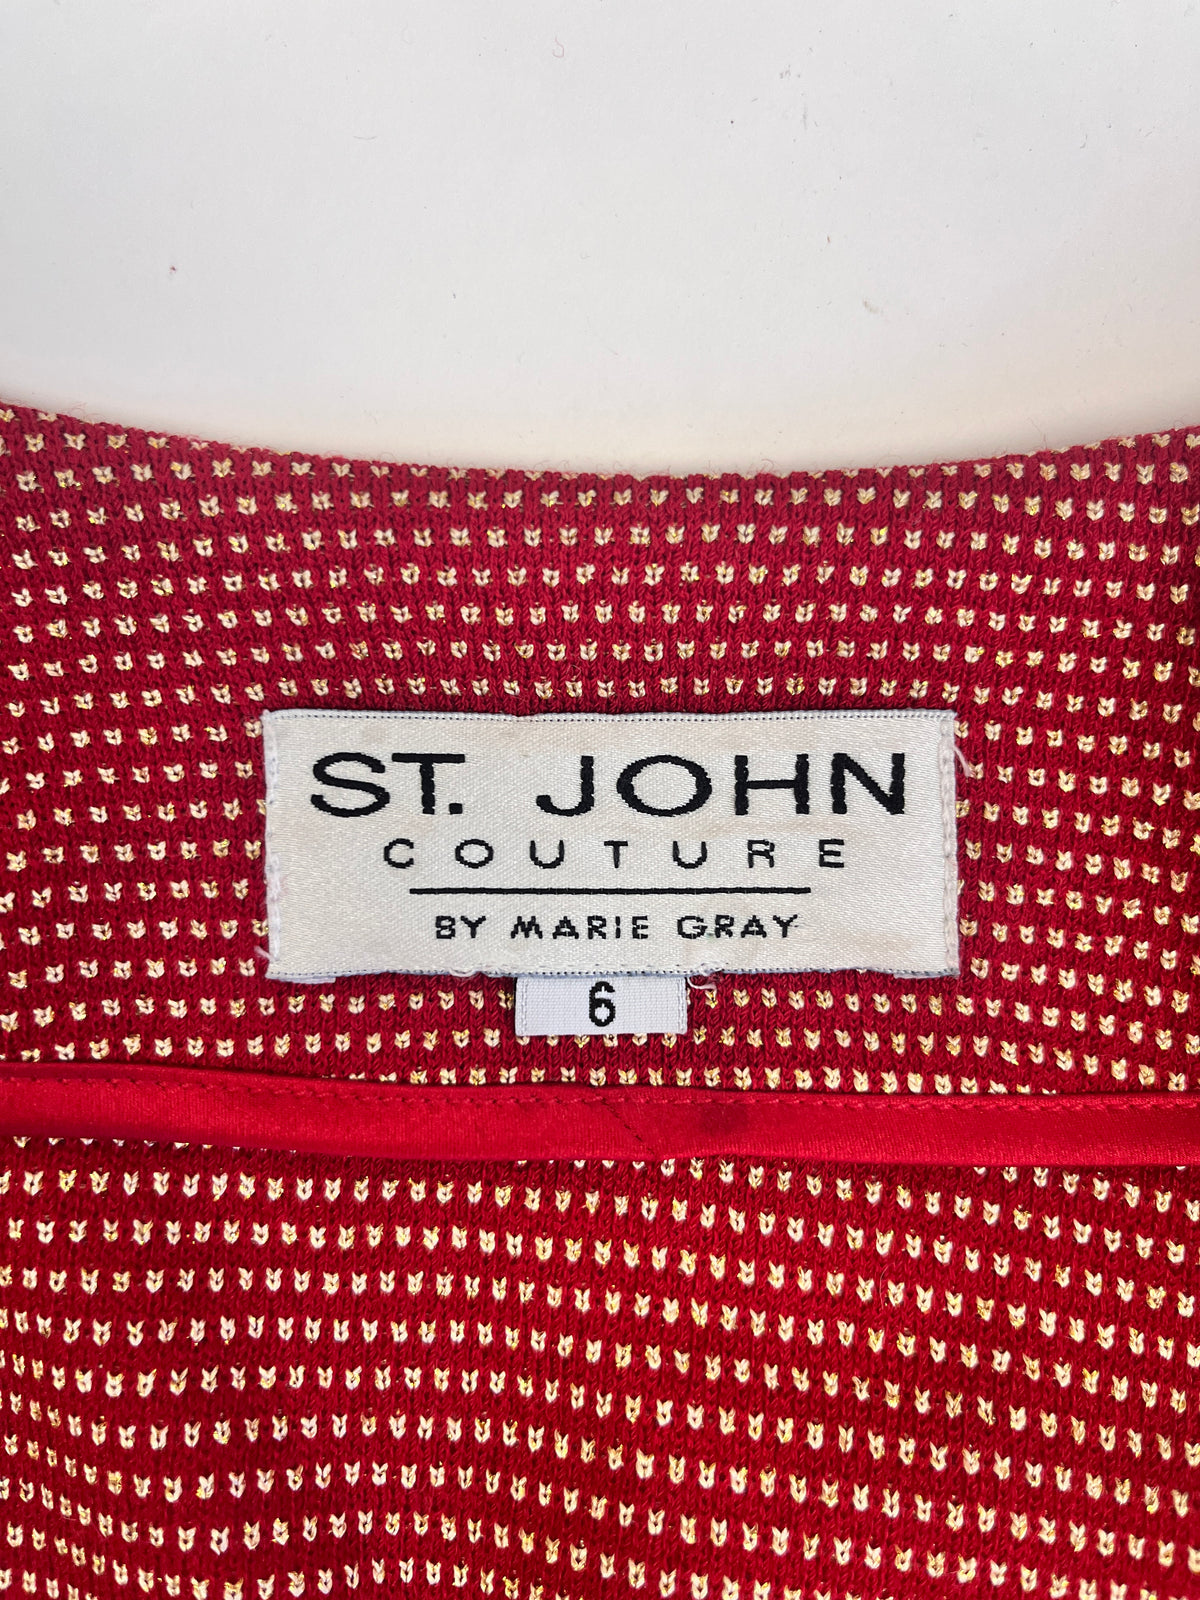 ST. JOHN
COUTURE
BY MARIE GRAY
6